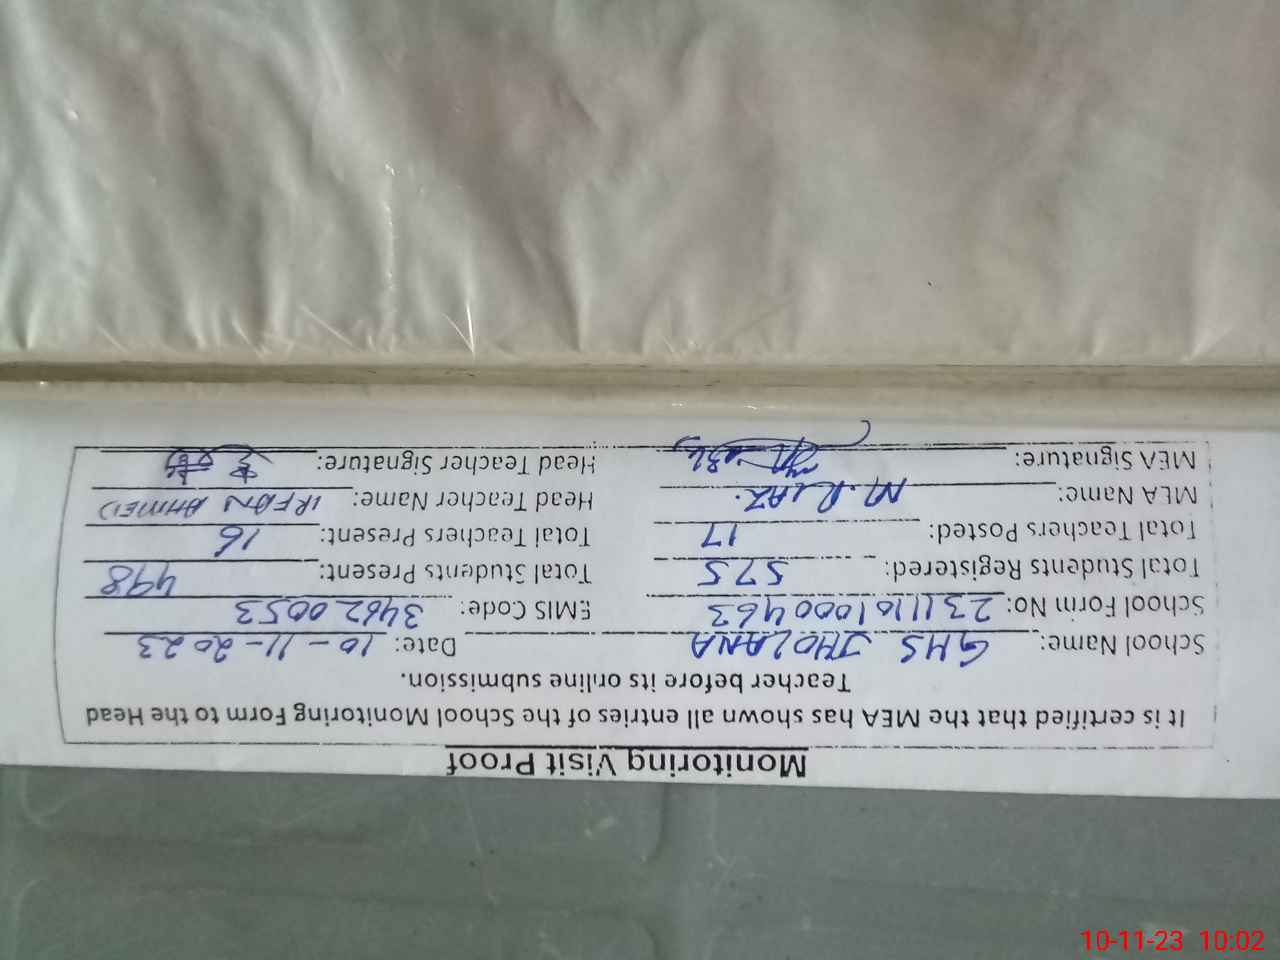 Monitoring Visit Proof
It is certified that the MEA has shown all entries of the School Monitoring Form to the Head
Teacher before its online submission.
School Name: GHS JHOLANA Date: 10-11-2023
School Form No: 2311101000463 EMIS Code: 34620053
Total Students Registered: 575 Total Students Present: 498
Total Teachers Posted: 17 Total Teachers Present: 16
MEA Name: M. RIAZ. Head Teacher Name: IRFAN AHMED
MEA Signature: Head Teacher Signature:
10-11-23 10:02